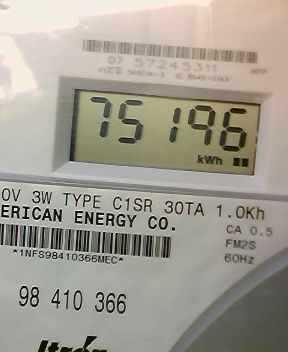 07 57245311
75196
kWh
0V 3W TYPE C1SR 30TA 1.0Kh
ERICAN ENERGY CO.
CA 0.5
FM2S
*1NFS98410366MEC*
60Hz
98 410 366
Itrón